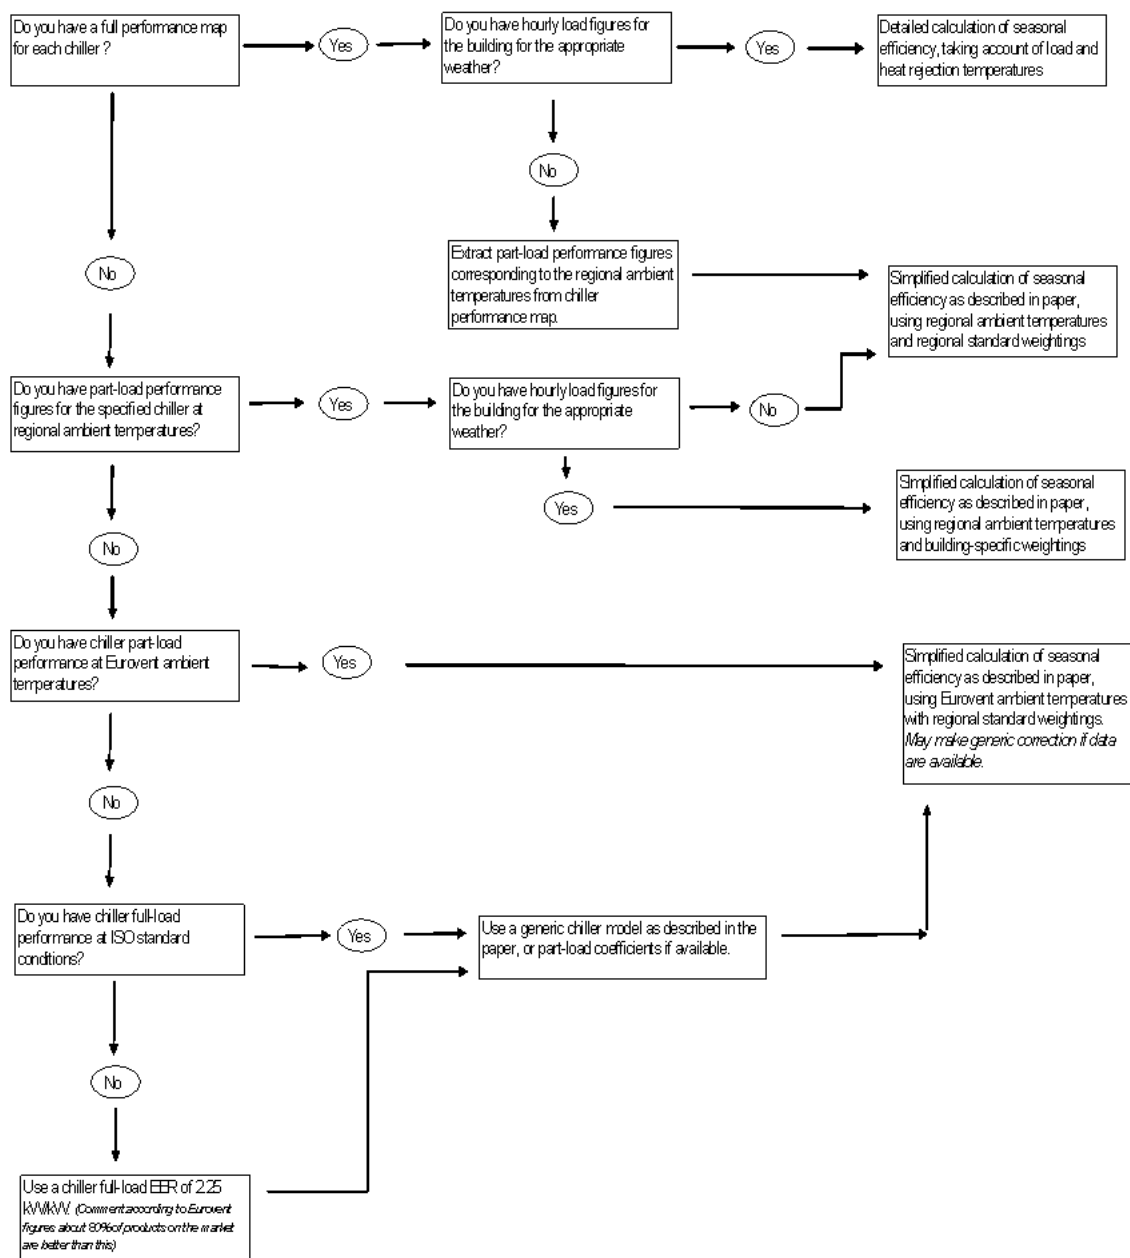 Do you have a full performance map
for each chiller ?
Yes
Do you have hourly load figures for
the building for the appropriate
weather?
Yes
Detailed calculation of seasonal
efficiency, taking account of load and
heat rejection temperatures
No
No
Extract part-load performance figures
corresponding to the regional ambient
temperatures from chiller
performance map.
Simplified calculation of seasonal
efficiency as described in paper,
using regional ambient temperatures
and regional standard weightings
Do you have part-load performance
figures for the specified chiller at
regional ambient temperatures?
Yes
Do you have hourly load figures for
the building for the appropriate
weather?
No
Yes
Simplified calculation of seasonal
efficiency as described in paper,
using regional ambient temperatures
and building-specific weightings
No
Do you have chiller part-load
performance at Eurovent ambient
temperatures?
Yes
Simplified calculation of seasonal
efficiency as described in paper,
using Eurovent ambient temperatures
with regional standard weightings.
May make generic correction if data
are available.
No
Do you have chiller full-load
performance at ISO standard
conditions?
Yes
Use a generic chiller model as described in the
paper, or part-load coefficients if available.
No
Use a chiller full-load EER of 2.25
kW/kW. (Comment according to Eurovent
figures about 80% of products on the market
are better than this)